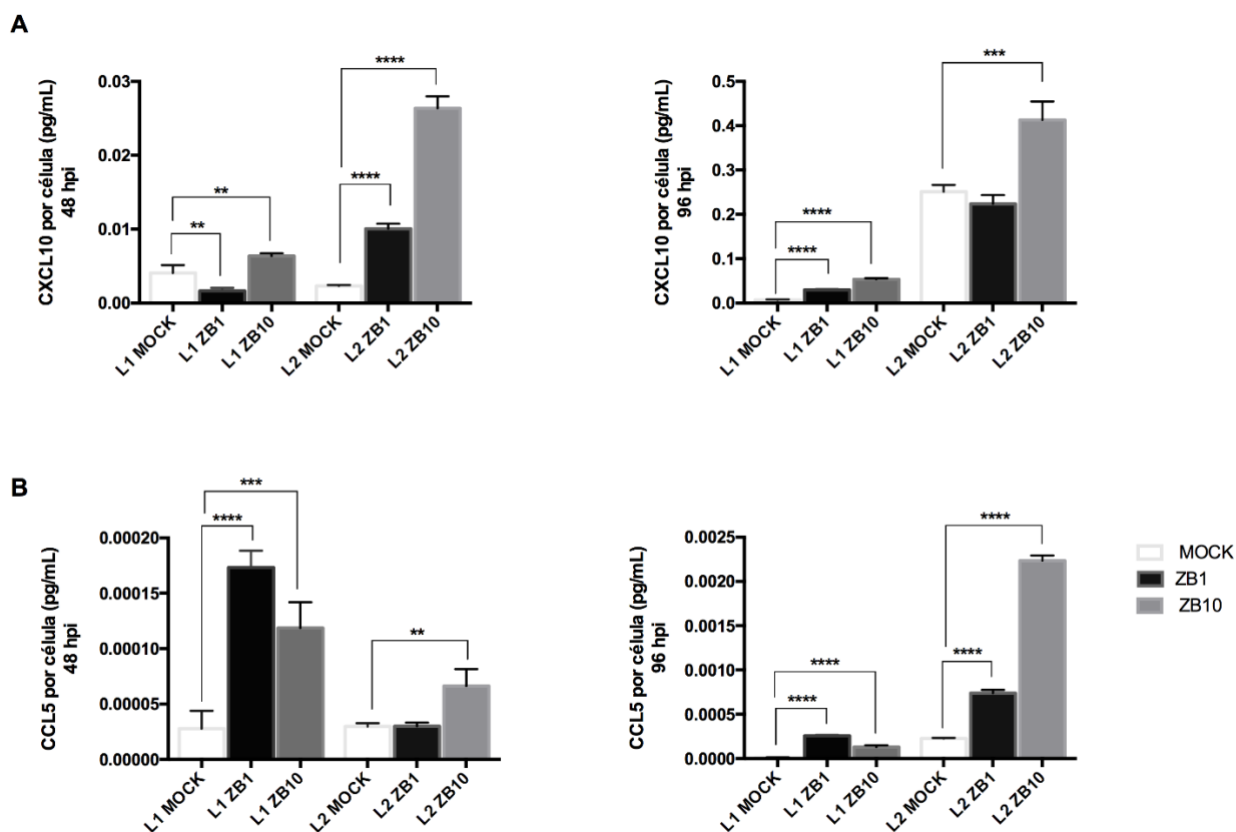 A
CXCL10 por célula (pg/mL)
48 hpi
0.03
0.02
0.01
0.00
**
**
****
****
L1 MOCK
L1 ZB1
L1 ZB10
L2 MOCK
L2 ZB1
L2 ZB10
CXCL10 por célula (pg/mL)
96 hpi
0.5
0.4
0.3
0.2
0.1
0.0
****
****
***
L1 MOCK
L1 ZB1
L1 ZB10
L2 MOCK
L2 ZB1
L2 ZB10
B
CCL5 por célula (pg/mL)
48 hpi
0.00020
0.00015
0.00010
0.00005
0.00000
****
***
**
L1 MOCK
L1 ZB1
L1 ZB10
L2 MOCK
L2 ZB1
L2 ZB10
CCL5 por célula (pg/mL)
96 hpi
0.0025
0.0020
0.0015
0.0010
0.0005
0.0000
****
****
****
****
L1 MOCK
L1 ZB1
L1 ZB10
L2 MOCK
L2 ZB1
L2 ZB10
MOCK
ZB1
ZB10